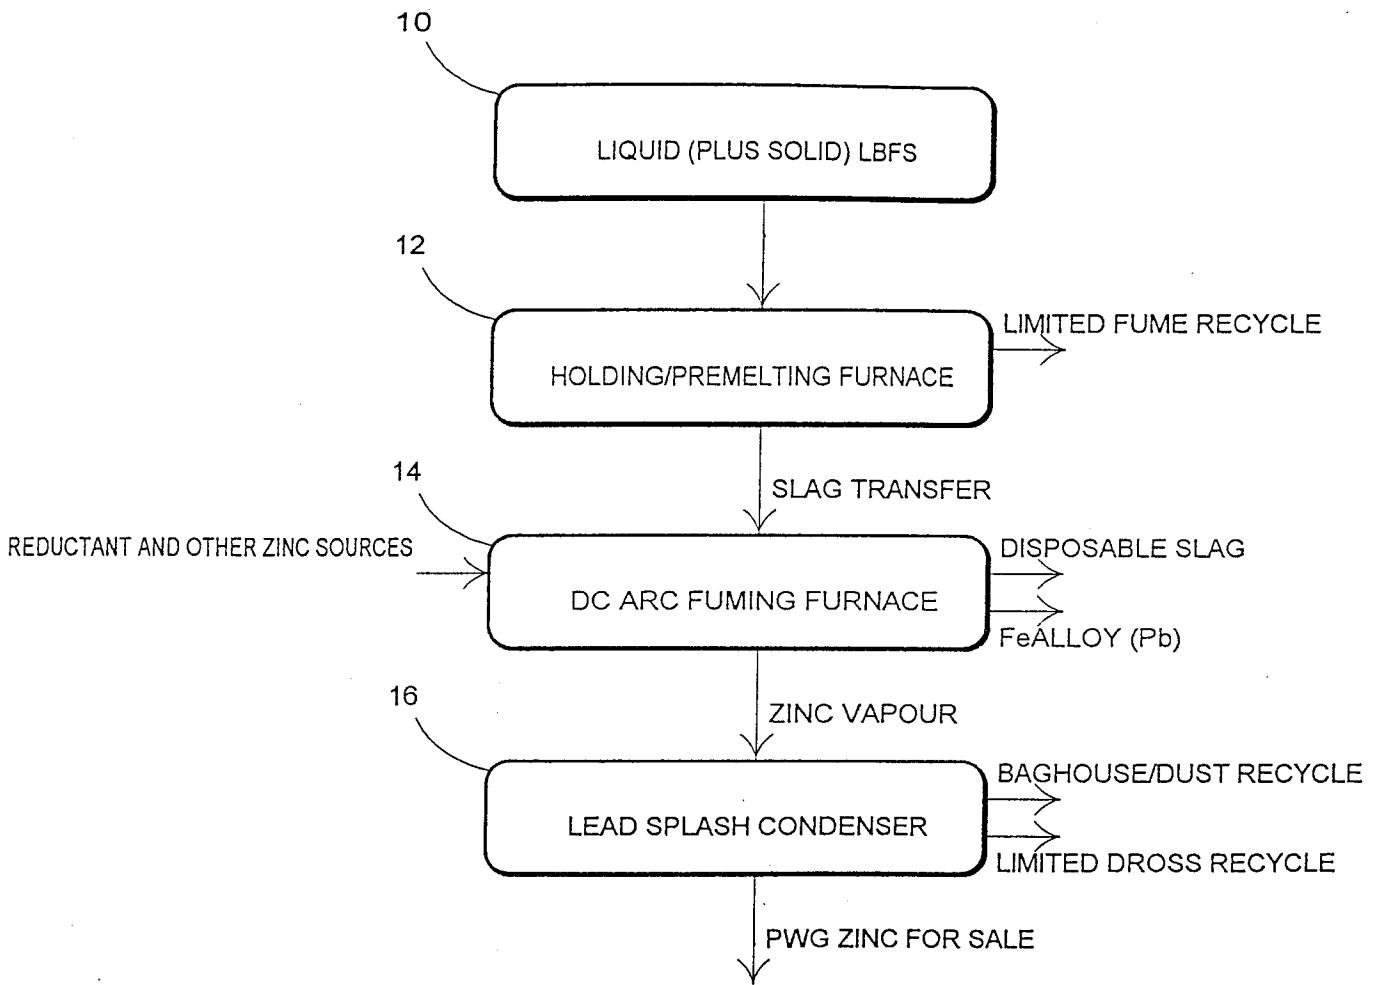 10
LIQUID (PLUS SOLID) LBFS
12
LIMITED FUME RECYCLE
HOLDING/PREMELTING FURNACE
14
SLAG TRANSFER
REDUCTANT AND OTHER ZINC SOURCES
DISPOSABLE SLAG
DC ARC FUMING FURNACE
FeALLOY (Pb)
16
ZINC VAPOUR
BAGHOUSE/DUST RECYCLE
LEAD SPLASH CONDENSER
LIMITED DROSS RECYCLE
PWG ZINC FOR SALE